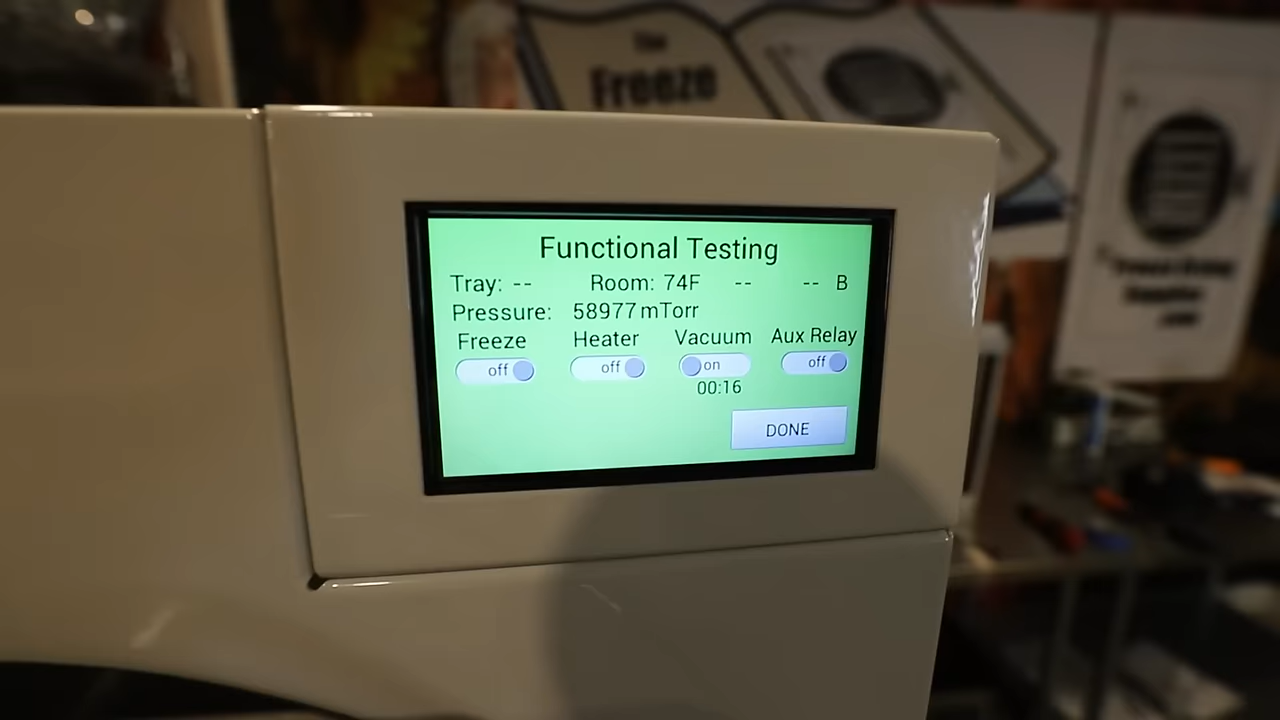 The
Freeze
Functional Testing
Tray: -- Room: 74F -- -- B
Pressure: 58977 mTorr
Freeze Heater Vacuum Aux Relay
off off on off
00:16
DONE